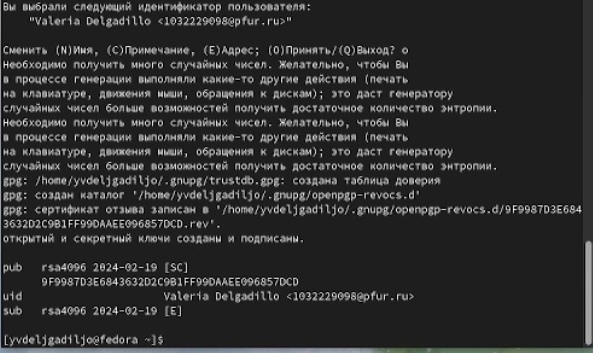 Вы выбрали следующий идентификатор пользователя:
"Valeria Delgadillo <1032229098@pfur.ru>"
Сменить (N)Имя, (C)Примечание, (E)Адрес; (O)Принять/(Q)Выход? o
Необходимо получить много случайных чисел. Желательно, чтобы Вы
в процессе генерации выполняли какие-то другие действия (печать
на клавиатуре, движения мыши, обращения к дискам); это даст генератору
случайных чисел больше возможностей получить достаточное количество энтропии.
Необходимо получить много случайных чисел. Желательно, чтобы Вы
в процессе генерации выполняли какие-то другие действия (печать
на клавиатуре, движения мыши, обращения к дискам); это даст генератору
случайных чисел больше возможностей получить достаточное количество энтропии.
gpg: /home/yvdeljgadiljo/.gnupg/trustdb.gpg: создана таблица доверия
gpg: создан каталог '/home/yvdeljgadiljo/.gnupg/openpgp-revocs.d'
gpg: сертификат отзыва записан в '/home/yvdeljgadiljo/.gnupg/openpgp-revocs.d/9F9987D3E684
3632D2C9B1FF99DAAEE096857DCD.rev'.
открытый и секретный ключи созданы и подписаны.
pub rsa4096 2024-02-19 [SC]
9F9987D3E6843632D2C9B1FF99DAAEE096857DCD
uid Valeria Delgadillo <1032229098@pfur.ru>
sub rsa4096 2024-02-19 [E]
[yvdeljgadiljo@fedora ~]$